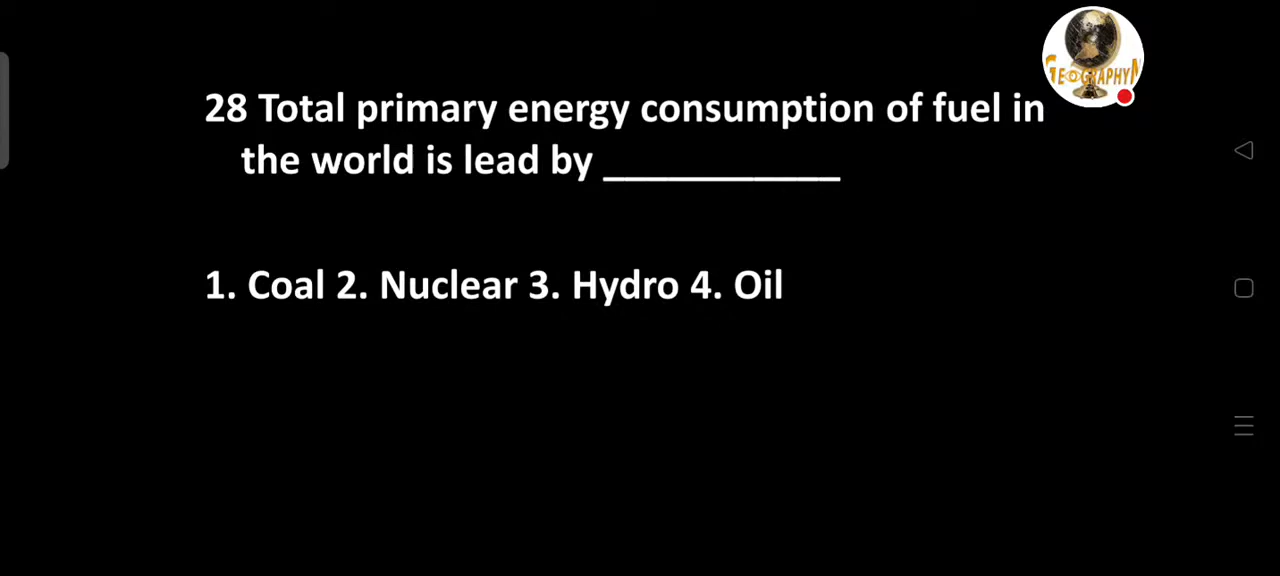 GEOGRAPHYM
28 Total primary energy consumption of fuel in
the world is lead by ___________
1. Coal 2. Nuclear 3. Hydro 4. Oil